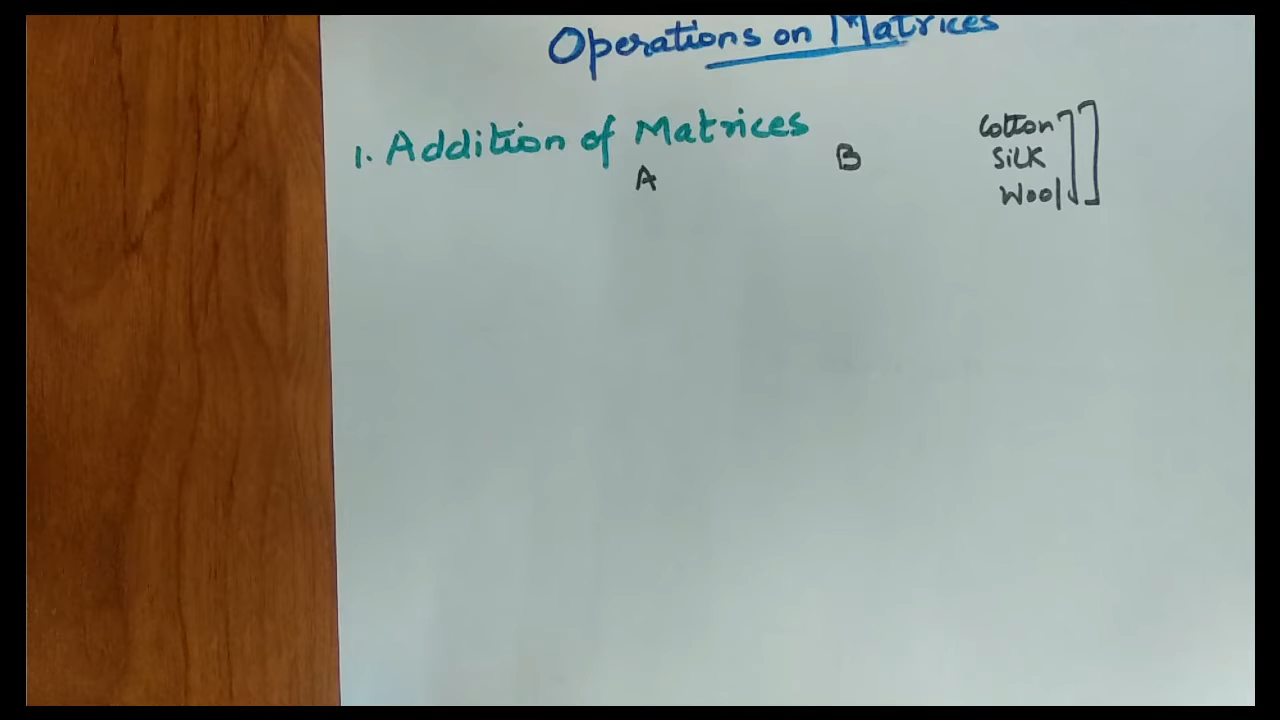 Operations on Matrices
1. Addition of Matrices
A
B
Cotton
SiLK
Wool